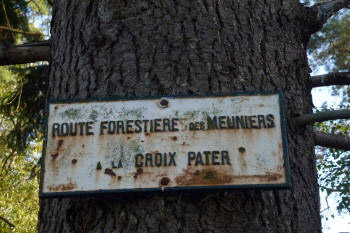 ROUTE FORESTIERE DES MEUNIERS
A LA CROIX PATER